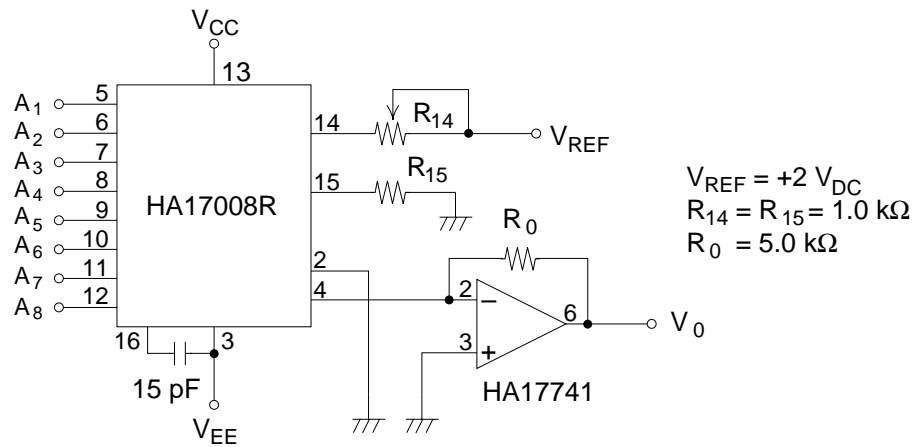 VCC
13
A1
5
A2
6
A3
7
A4
8
A5
9
A6
10
A7
11
A8
12
HA17008R
14
R14
VREF
15
R15
2
4
R0
2
−
3
+
6
V0
HA17741
16
3
15 pF
VEE
VREF = +2 VDC
R14 = R15 = 1.0 kΩ
R0 = 5.0 kΩ